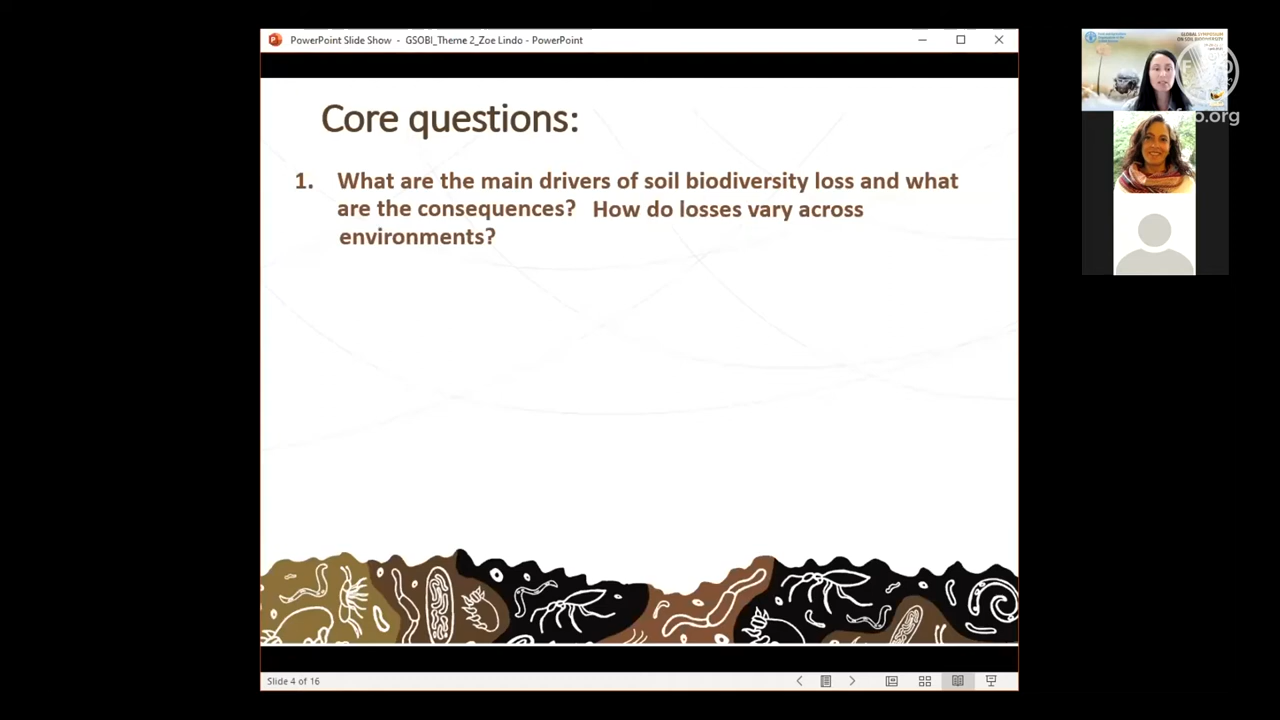 PowerPoint Slide Show - GSOBI_Theme 2_Zoe Lindo - PowerPoint
Core questions:
1. What are the main drivers of soil biodiversity loss and what
are the consequences? How do losses vary across
environments?
Slide 4 of 16
GLOBAL SYMPOSIUM
ON SOIL BIODIVERSITY
fao.org